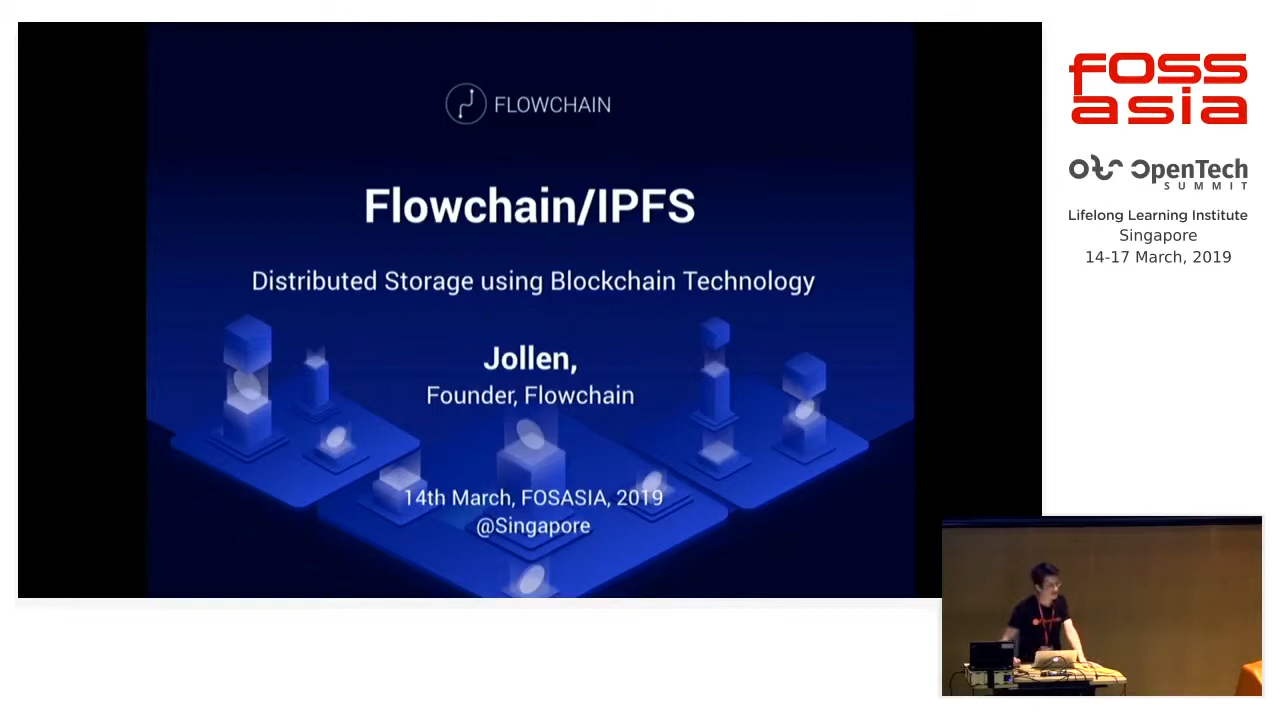 FLOWCHAIN
Flowchain/IPFS
Distributed Storage using Blockchain Technology
Jollen,
Founder, Flowchain
14th March, FOSASIA, 2019
@Singapore
FOSS
asia
OpenTech
SUMMIT
Lifelong Learning Institute
Singapore
14-17 March, 2019